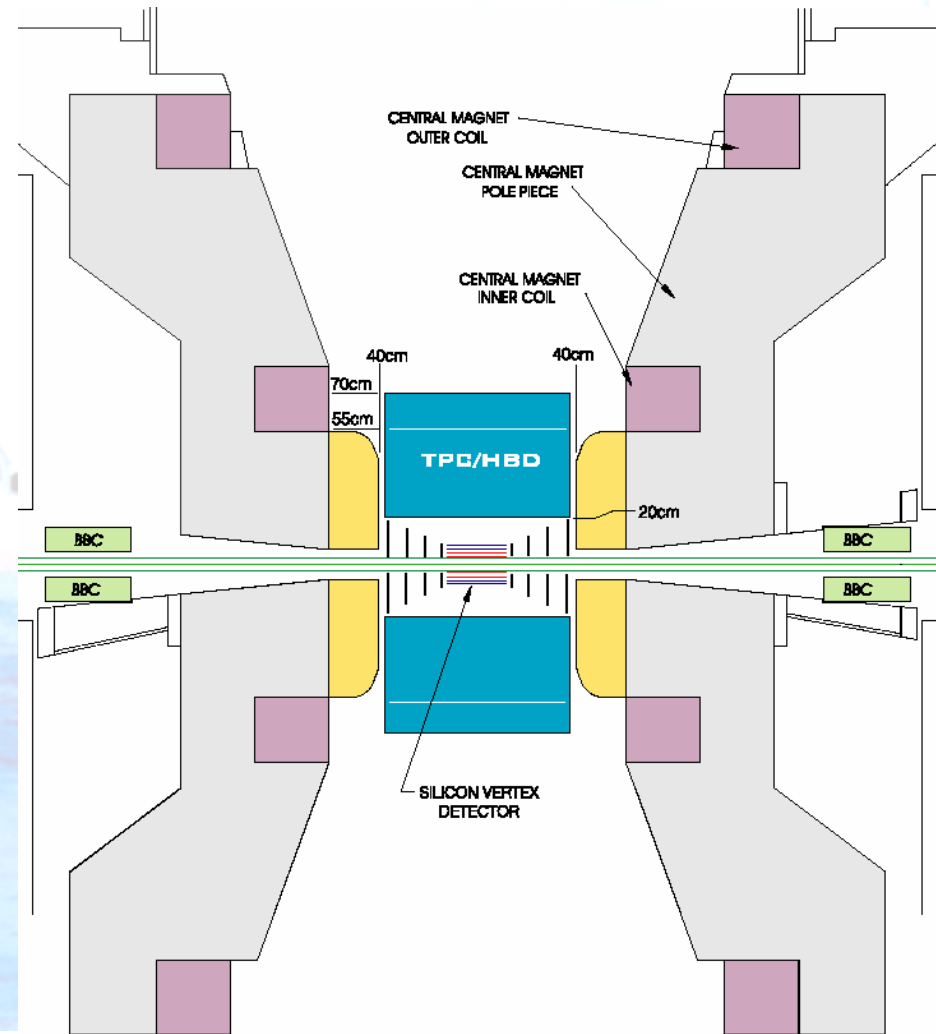 CENTRAL MAGNET
OUTER COIL
CENTRAL MAGNET
POLE PIECE
CENTRAL MAGNET
INNER COIL
40cm
40cm
70cm
55cm
TPC/HBD
20cm
BBC
BBC
BBC
BBC
SILICON VERTEX
DETECTOR